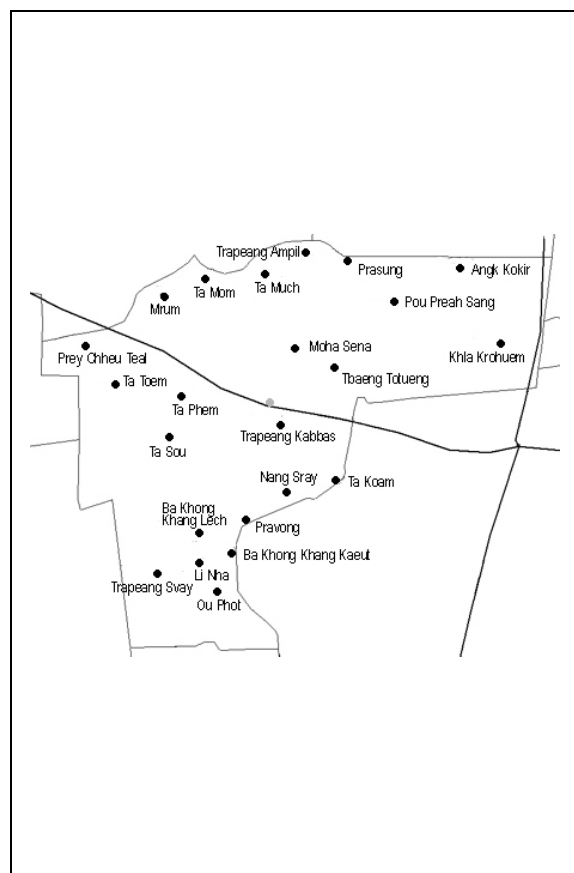 Trapeang Ampil
Prasung
Angk Kokir
Ta Mom
Ta Much
Mrum
Pou Preah Sang
Moha Sena
Khla Krohuem
Prey Chheu Teal
Tbaeng Totueng
Ta Toem
Ta Phem
Trapeang Kabbas
Ta Sou
Nang Sray
Ta Koam
Ba Khong
Khang Lech
Pravong
Ba Khong Khang Kaeut
Li Nha
Trapeang Svay
Ou Phot